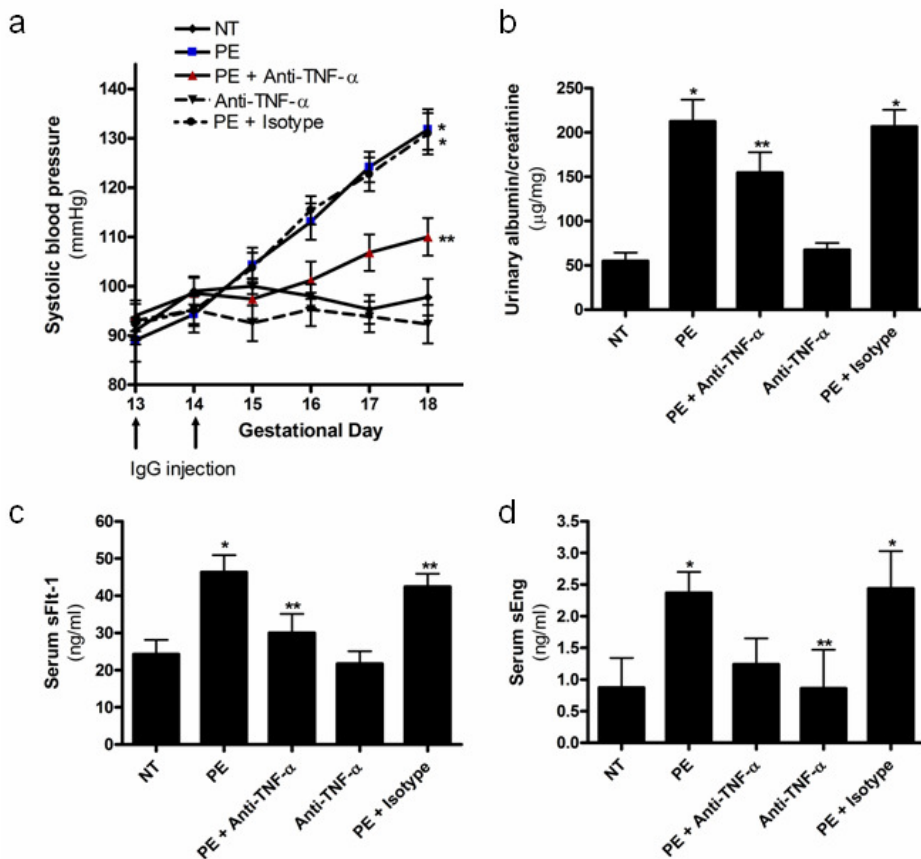 a
NT
PE
PE + Anti-TNF-α
Anti-TNF-α
PE + Isotype
Systolic blood pressure
(mmHg)
140
130
120
110
100
90
80
*
*
**
13 14 15 16 17 18
Gestational Day
IgG injection
b
Urinary albumin/creatinine
(µg/mg)
250
200
150
100
50
0
*
**
*
NT
PE
PE + Anti-TNF-α
Anti-TNF-α
PE + Isotype
c
Serum sFlt-1
(ng/ml)
60
50
40
30
20
10
0
*
**
**
NT
PE
PE + Anti-TNF-α
Anti-TNF-α
PE + Isotype
d
Serum sEng
(ng/ml)
3.5
3.0
2.5
2.0
1.5
1.0
0.5
0.0
*
**
*
NT
PE
PE + Anti-TNF-α
Anti-TNF-α
PE + Isotype